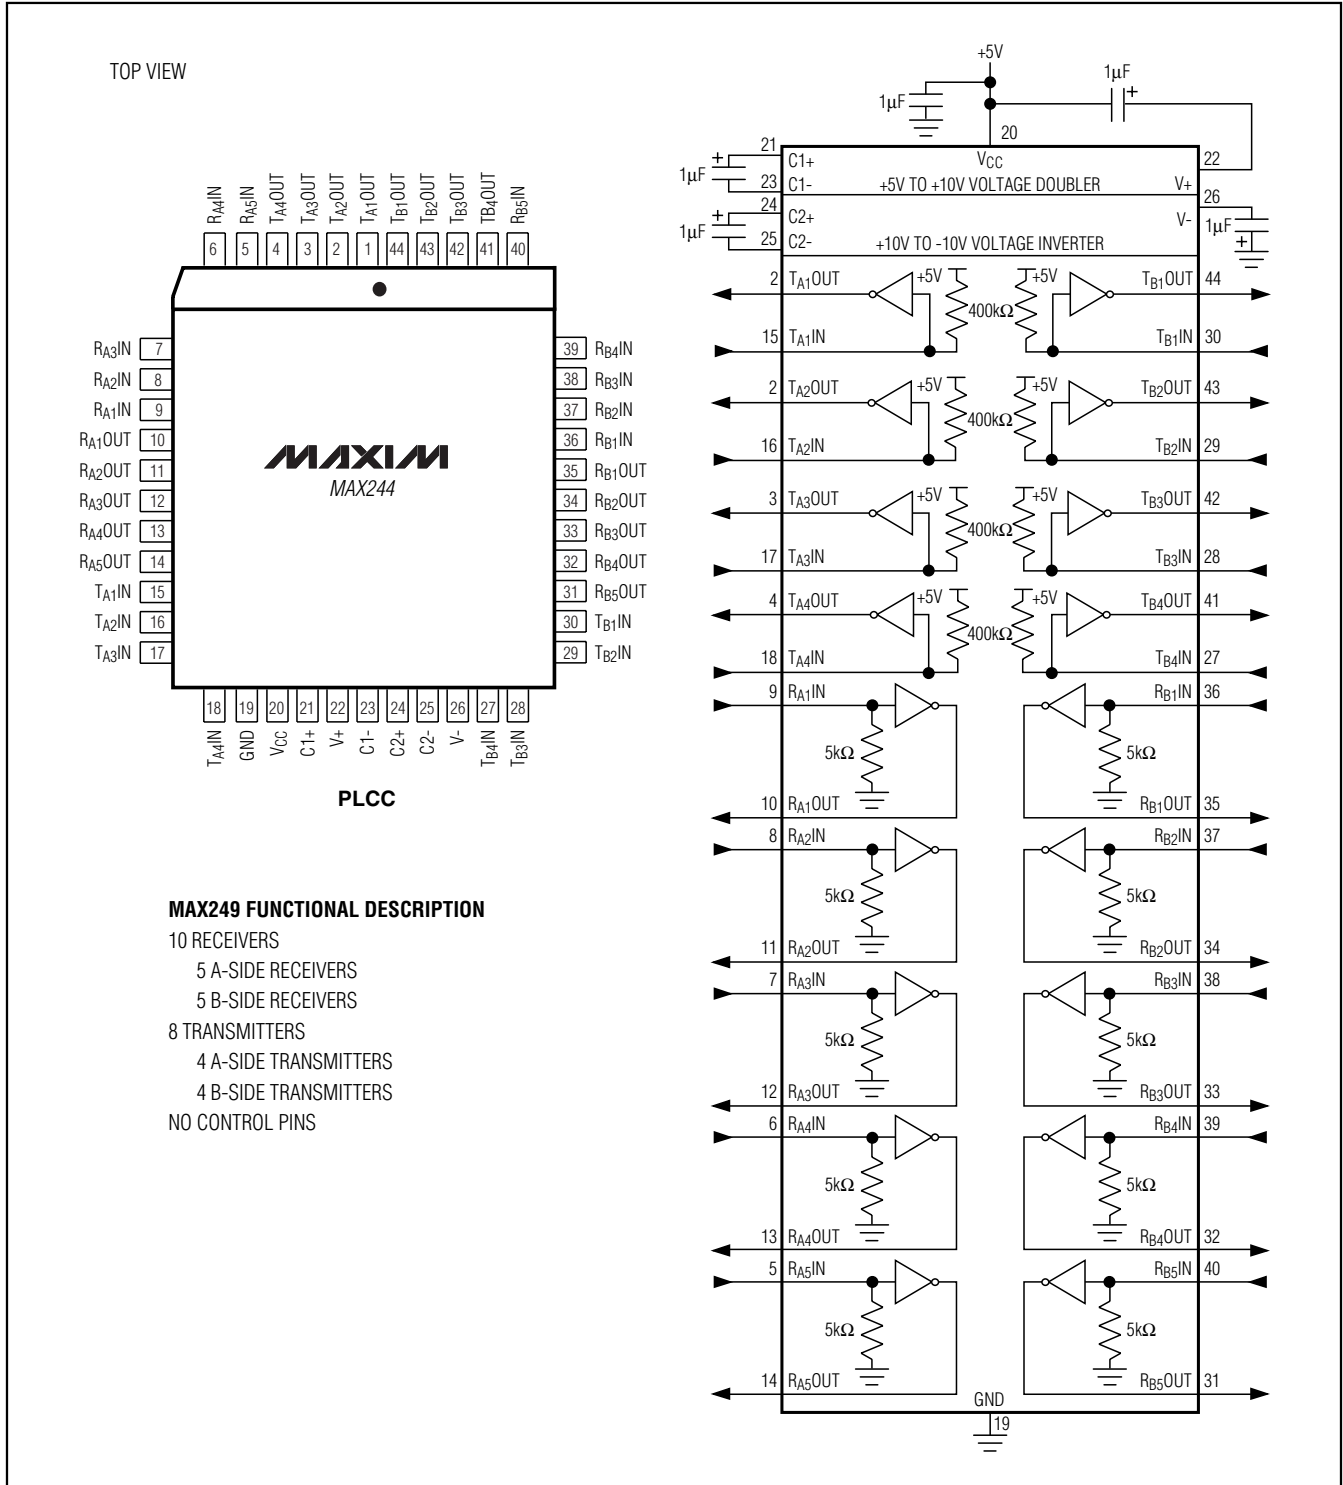 TOP VIEW
6 5 4 3 2 1 44 43 42 41 40
RA4IN RA5IN TA4OUT TA3OUT TA2OUT TA1OUT TB1OUT TB2OUT TB3OUT TB4OUT RB5IN
RA3IN 7
RA2IN 8
RA1IN 9
RA1OUT 10
RA2OUT 11
RA3OUT 12
RA4OUT 13
RA5OUT 14
TA1IN 15
TA2IN 16
TA3IN 17
39 RB4IN
38 RB3IN
37 RB2IN
36 RB1IN
35 RB1OUT
34 RB2OUT
33 RB3OUT
32 RB4OUT
31 RB5OUT
30 TB1IN
29 TB2IN
MAXIM
MAX244
18 19 20 21 22 23 24 25 26 27 28
TA4IN GND VCC C1+ V+ C1- C2+ C2- V- TB4IN TB3IN
PLCC
MAX249 FUNCTIONAL DESCRIPTION
10 RECEIVERS
5 A-SIDE RECEIVERS
5 B-SIDE RECEIVERS
8 TRANSMITTERS
4 A-SIDE TRANSMITTERS
4 B-SIDE TRANSMITTERS
NO CONTROL PINS
+5V
1µF 1µF +
20
21 C1+ VCC 22
+ 1µF
23 C1- +5V TO +10V VOLTAGE DOUBLER V+
24 C2+ V- 26
+ 1µF 1µF +
25 C2- +10V TO -10V VOLTAGE INVERTER
2 TA1OUT +5V +5V TB1OUT 44
400kΩ
15 TA1IN TB1IN 30
2 TA2OUT +5V +5V TB2OUT 43
400kΩ
16 TA2IN TB2IN 29
3 TA3OUT +5V +5V TB3OUT 42
400kΩ
17 TA3IN TB3IN 28
4 TA4OUT +5V +5V TB4OUT 41
400kΩ
18 TA4IN TB4IN 27
9 RA1IN RB1IN 36
5kΩ 5kΩ
10 RA1OUT RB1OUT 35
8 RA2IN RB2IN 37
5kΩ 5kΩ
11 RA2OUT RB2OUT 34
7 RA3IN RB3IN 38
5kΩ 5kΩ
12 RA3OUT RB3OUT 33
6 RA4IN RB4IN 39
5kΩ 5kΩ
13 RA4OUT RB4OUT 32
5 RA5IN RB5IN 40
5kΩ 5kΩ
14 RA5OUT RB5OUT 31
GND
19